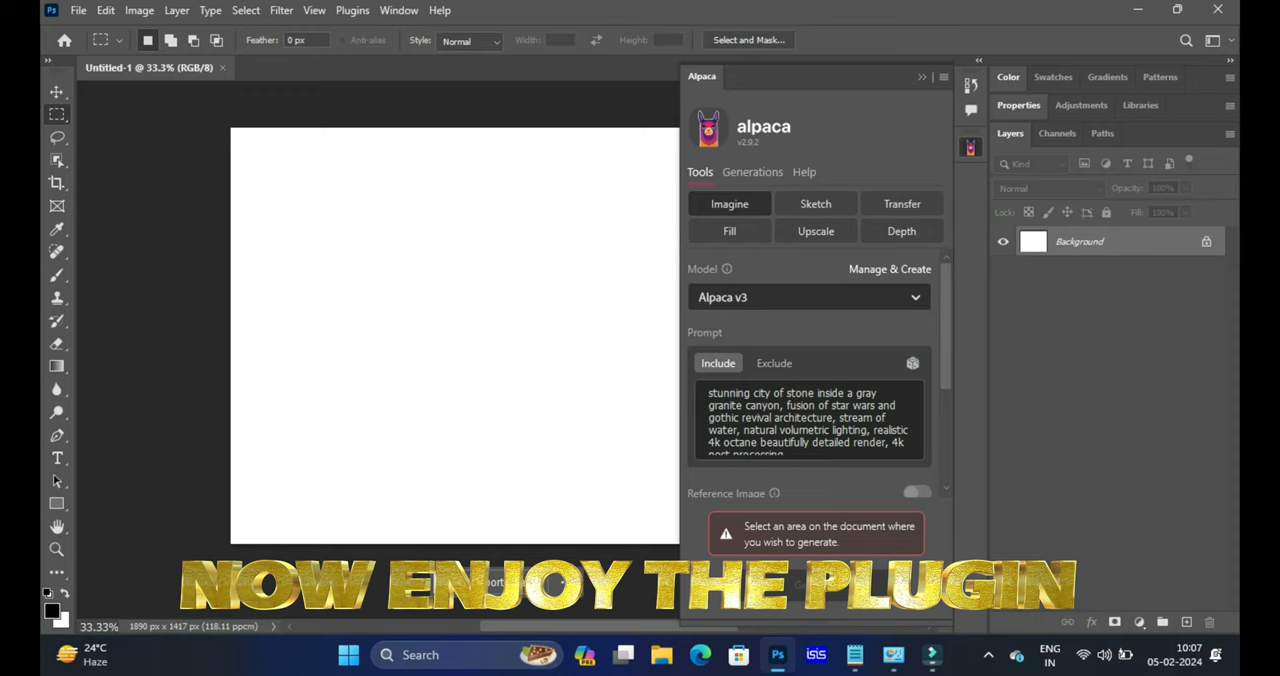 Ps File Edit Image Layer Type Select Filter View Plugins Window Help
Feather: 0 px Anti-alias Style: Normal Width: Height: Select and Mask...
Untitled-1 @ 33.3% (RGB/8) ×
Alpaca
alpaca
v2.9.2
Tools Generations Help
Imagine Sketch Transfer
Fill Upscale Depth
Model Manage & Create
Alpaca v3
Prompt
Include Exclude
stunning city of stone inside a gray
granite canyon, fusion of star wars and
gothic revival architecture, stream of
water, natural volumetric lighting, realistic
4k octane beautifully detailed render, 4k
post processing
Reference Image
Select an area on the document where
you wish to generate.
Color Swatches Gradients Patterns
Properties Adjustments Libraries
Layers Channels Paths
Kind
Normal Opacity: 100%
Lock: Fill: 100%
Background
NOW ENJOY THE PLUGIN
33.33% 1890 px x 1417 px (118.11 ppcm)
24°C
Haze
Search
PRE
Ps
isis
ENG
IN
10:07
05-02-2024